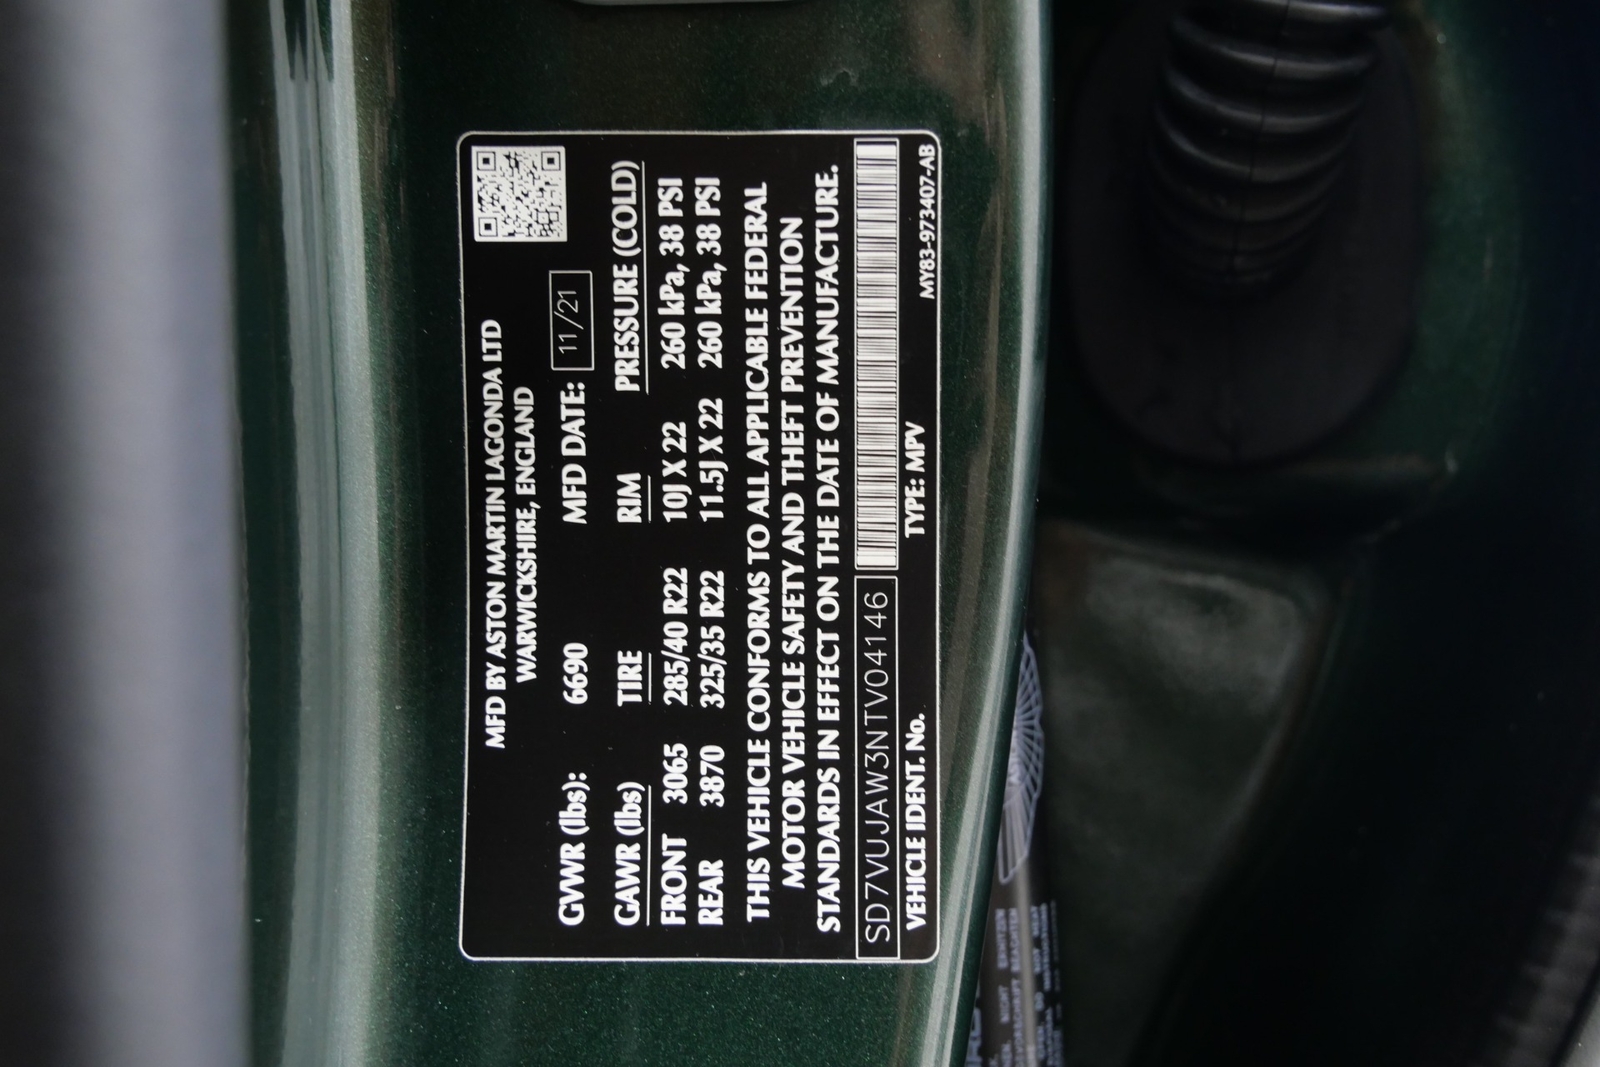 MFD BY ASTON MARTIN LAGONDA LTD
WARWICKSHIRE, ENGLAND
GVWR (lbs): 6690 MFD DATE: 11/21
GAWR (lbs) TIRE RIM PRESSURE (COLD)
FRONT 3065 285/40 R22 10J X 22 260 kPa, 38 PSI
REAR 3870 325/35 R22 11.5J X 22 260 kPa, 38 PSI
THIS VEHICLE CONFORMS TO ALL APPLICABLE FEDERAL
MOTOR VEHICLE SAFETY AND THEFT PREVENTION
STANDARDS IN EFFECT ON THE DATE OF MANUFACTURE.
SD7VUJAW3NTV04146
VEHICLE IDENT. No. TYPE: MPV MY83-973407-AB